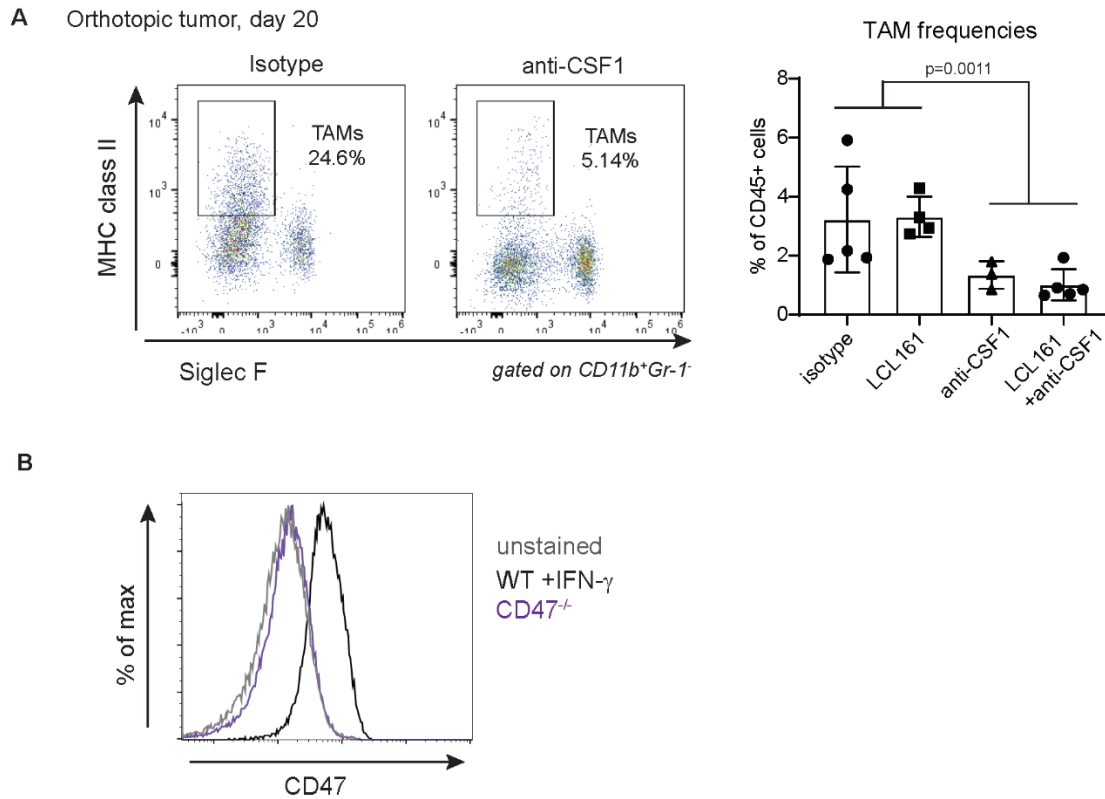 A
Orthotopic tumor, day 20
Isotype
anti-CSF1
MHC class II
10⁴
10³
0
TAMs
24.6%
-10³ 0 10³ 10⁴ 10⁵ 10⁶
10⁴
10³
0
TAMs
5.14%
-10³ 0 10³ 10⁴ 10⁵ 10⁶
Siglec F
gated on CD11b⁺Gr-1⁻
TAM frequencies
p=0.0011
% of CD45+ cells
8
6
4
2
0
isotype
LCL161
anti-CSF1
LCL161
+anti-CSF1
B
% of max
CD47
unstained
WT +IFN-γ
CD47⁻/⁻